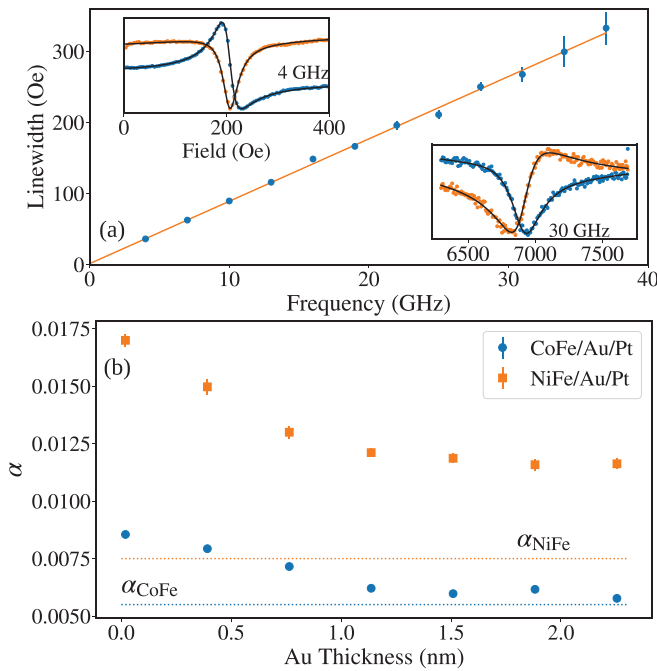 300
200
100
0
Linewidth (Oe)
(a)
4 GHz
0 200 400
Field (Oe)
30 GHz
6500 7000 7500
0 10 20 30 40
Frequency (GHz)
0.0175
0.0150
0.0125
0.0100
0.0075
0.0050
α
(b)
CoFe/Au/Pt
NiFe/Au/Pt
αNiFe
αCoFe
0.0 0.5 1.0 1.5 2.0
Au Thickness (nm)